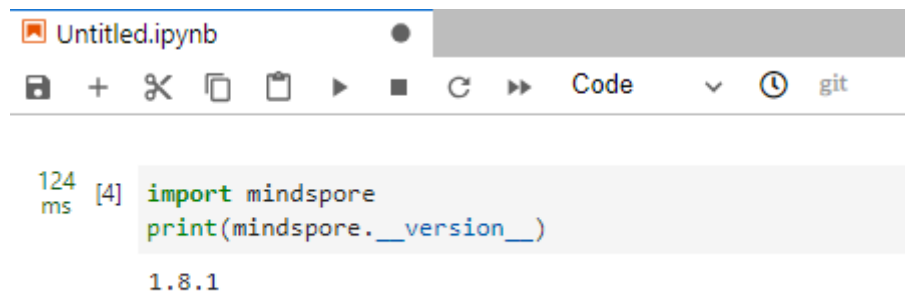 Untitled.ipynb
Code git
124 ms [4] import mindspore
print(mindspore.__version__)
1.8.1